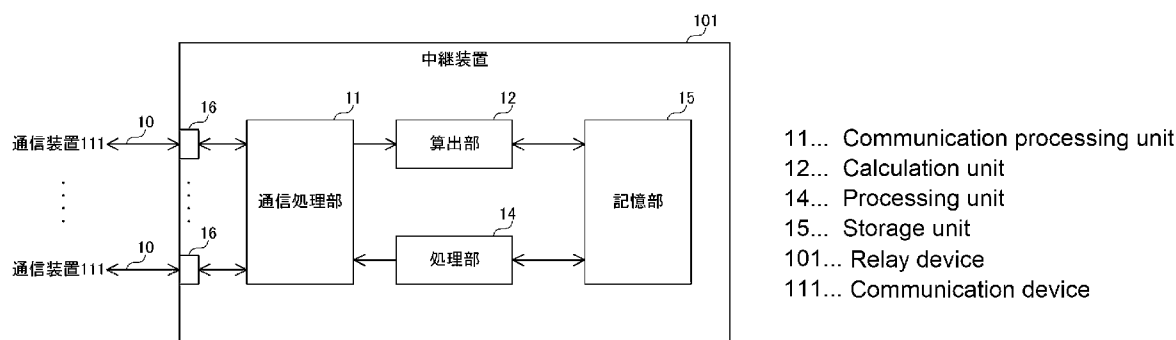 101
中継装置
16
11
12
15
10
通信装置111
算出部
通信処理部
記憶部
16
14
10
通信装置111
処理部
11... Communication processing unit
12... Calculation unit
14... Processing unit
15... Storage unit
101... Relay device
111... Communication device